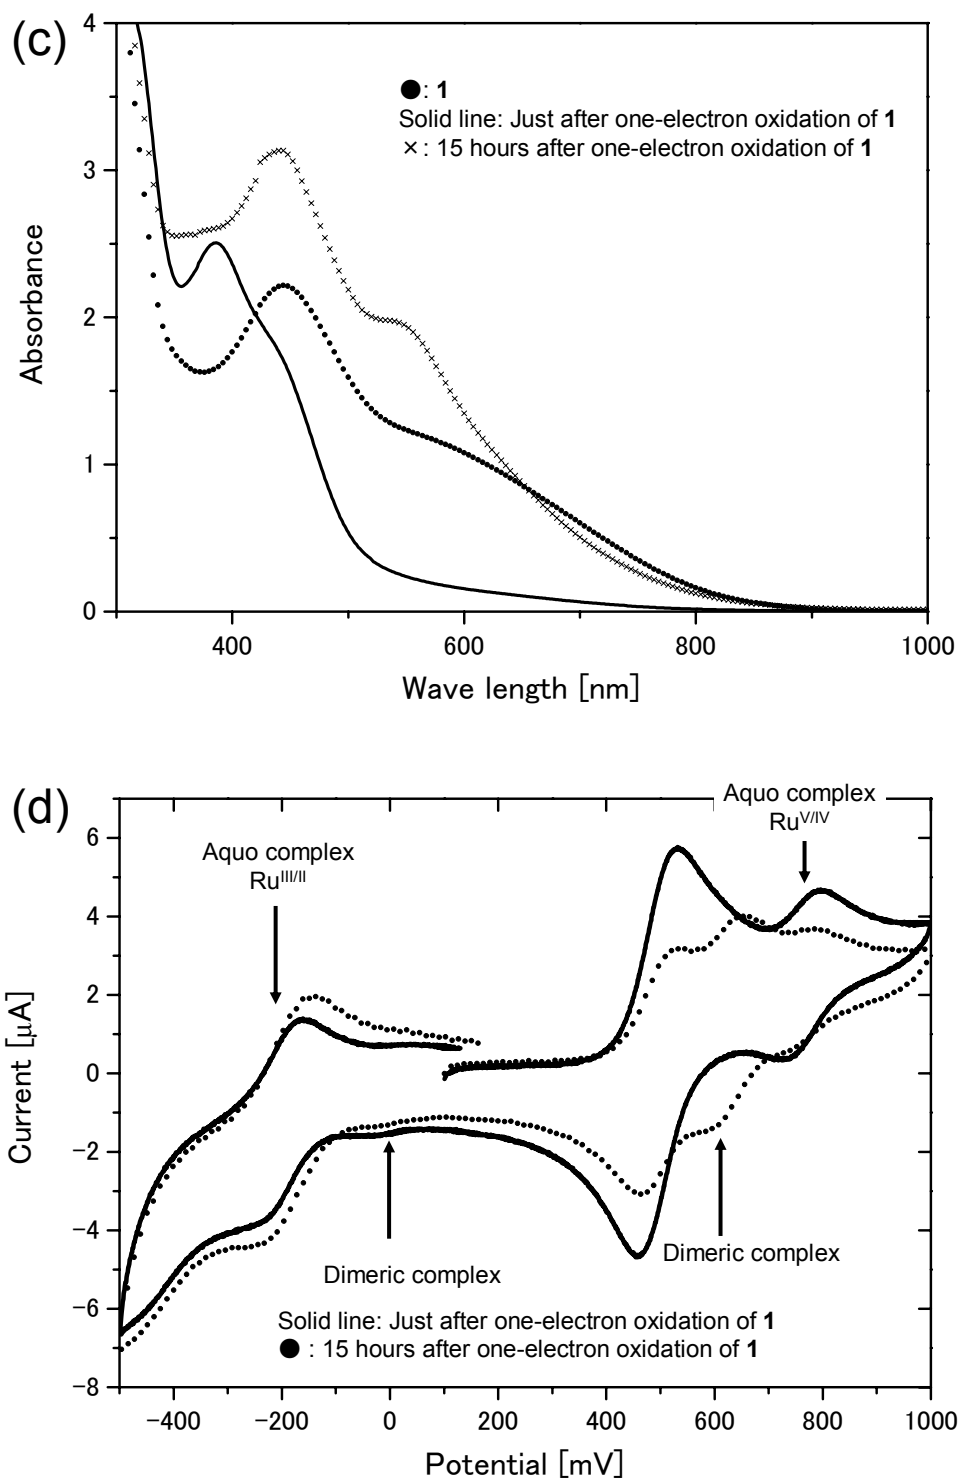 (c)
4
3
2
1
0
Absorbance
●: 1
Solid line: Just after one-electron oxidation of 1
×: 15 hours after one-electron oxidation of 1
400 600 800 1000
Wave length [nm]
(d)
Aquo complex
Ru^V/IV
Aquo complex
Ru^III/II
6
4
2
0
−2
−4
−6
−8
Current [μA]
Dimeric complex
Dimeric complex
Solid line: Just after one-electron oxidation of 1
● : 15 hours after one-electron oxidation of 1
−400 −200 0 200 400 600 800 1000
Potential [mV]